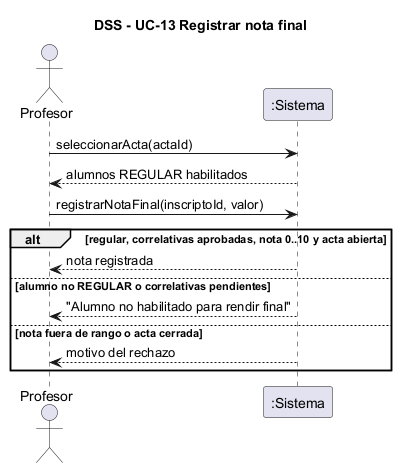 DSS - UC-13 Registrar nota final
Profesor
:Sistema
seleccionarActa(actaId)
alumnos REGULAR habilitados
registrarNotaFinal(inscriptoId, valor)
alt [regular, correlativas aprobadas, nota 0..10 y acta abierta]
nota registrada
[alumno no REGULAR o correlativas pendientes]
"Alumno no habilitado para rendir final"
[nota fuera de rango o acta cerrada]
motivo del rechazo
Profesor
:Sistema